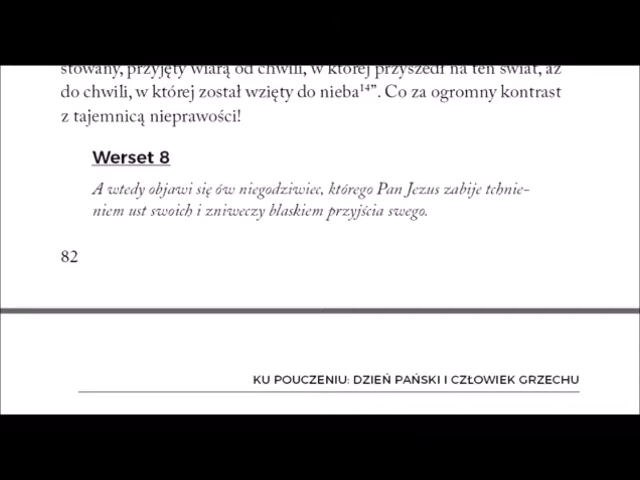 stowany, przyjęty wiarą od chwili, w której przyszedł na ten świat, aż
do chwili, w której został wzięty do nieba¹⁴”. Co za ogromny kontrast
z tajemnicą nieprawości!
Werset 8
A wtedy objawi się ów niegodziwiec, którego Pan Jezus zabije tchnie-
niem ust swoich i zniweczy blaskiem przyjścia swego.
82
KU POUCZENIU: DZIEŃ PAŃSKI I CZŁOWIEK GRZECHU